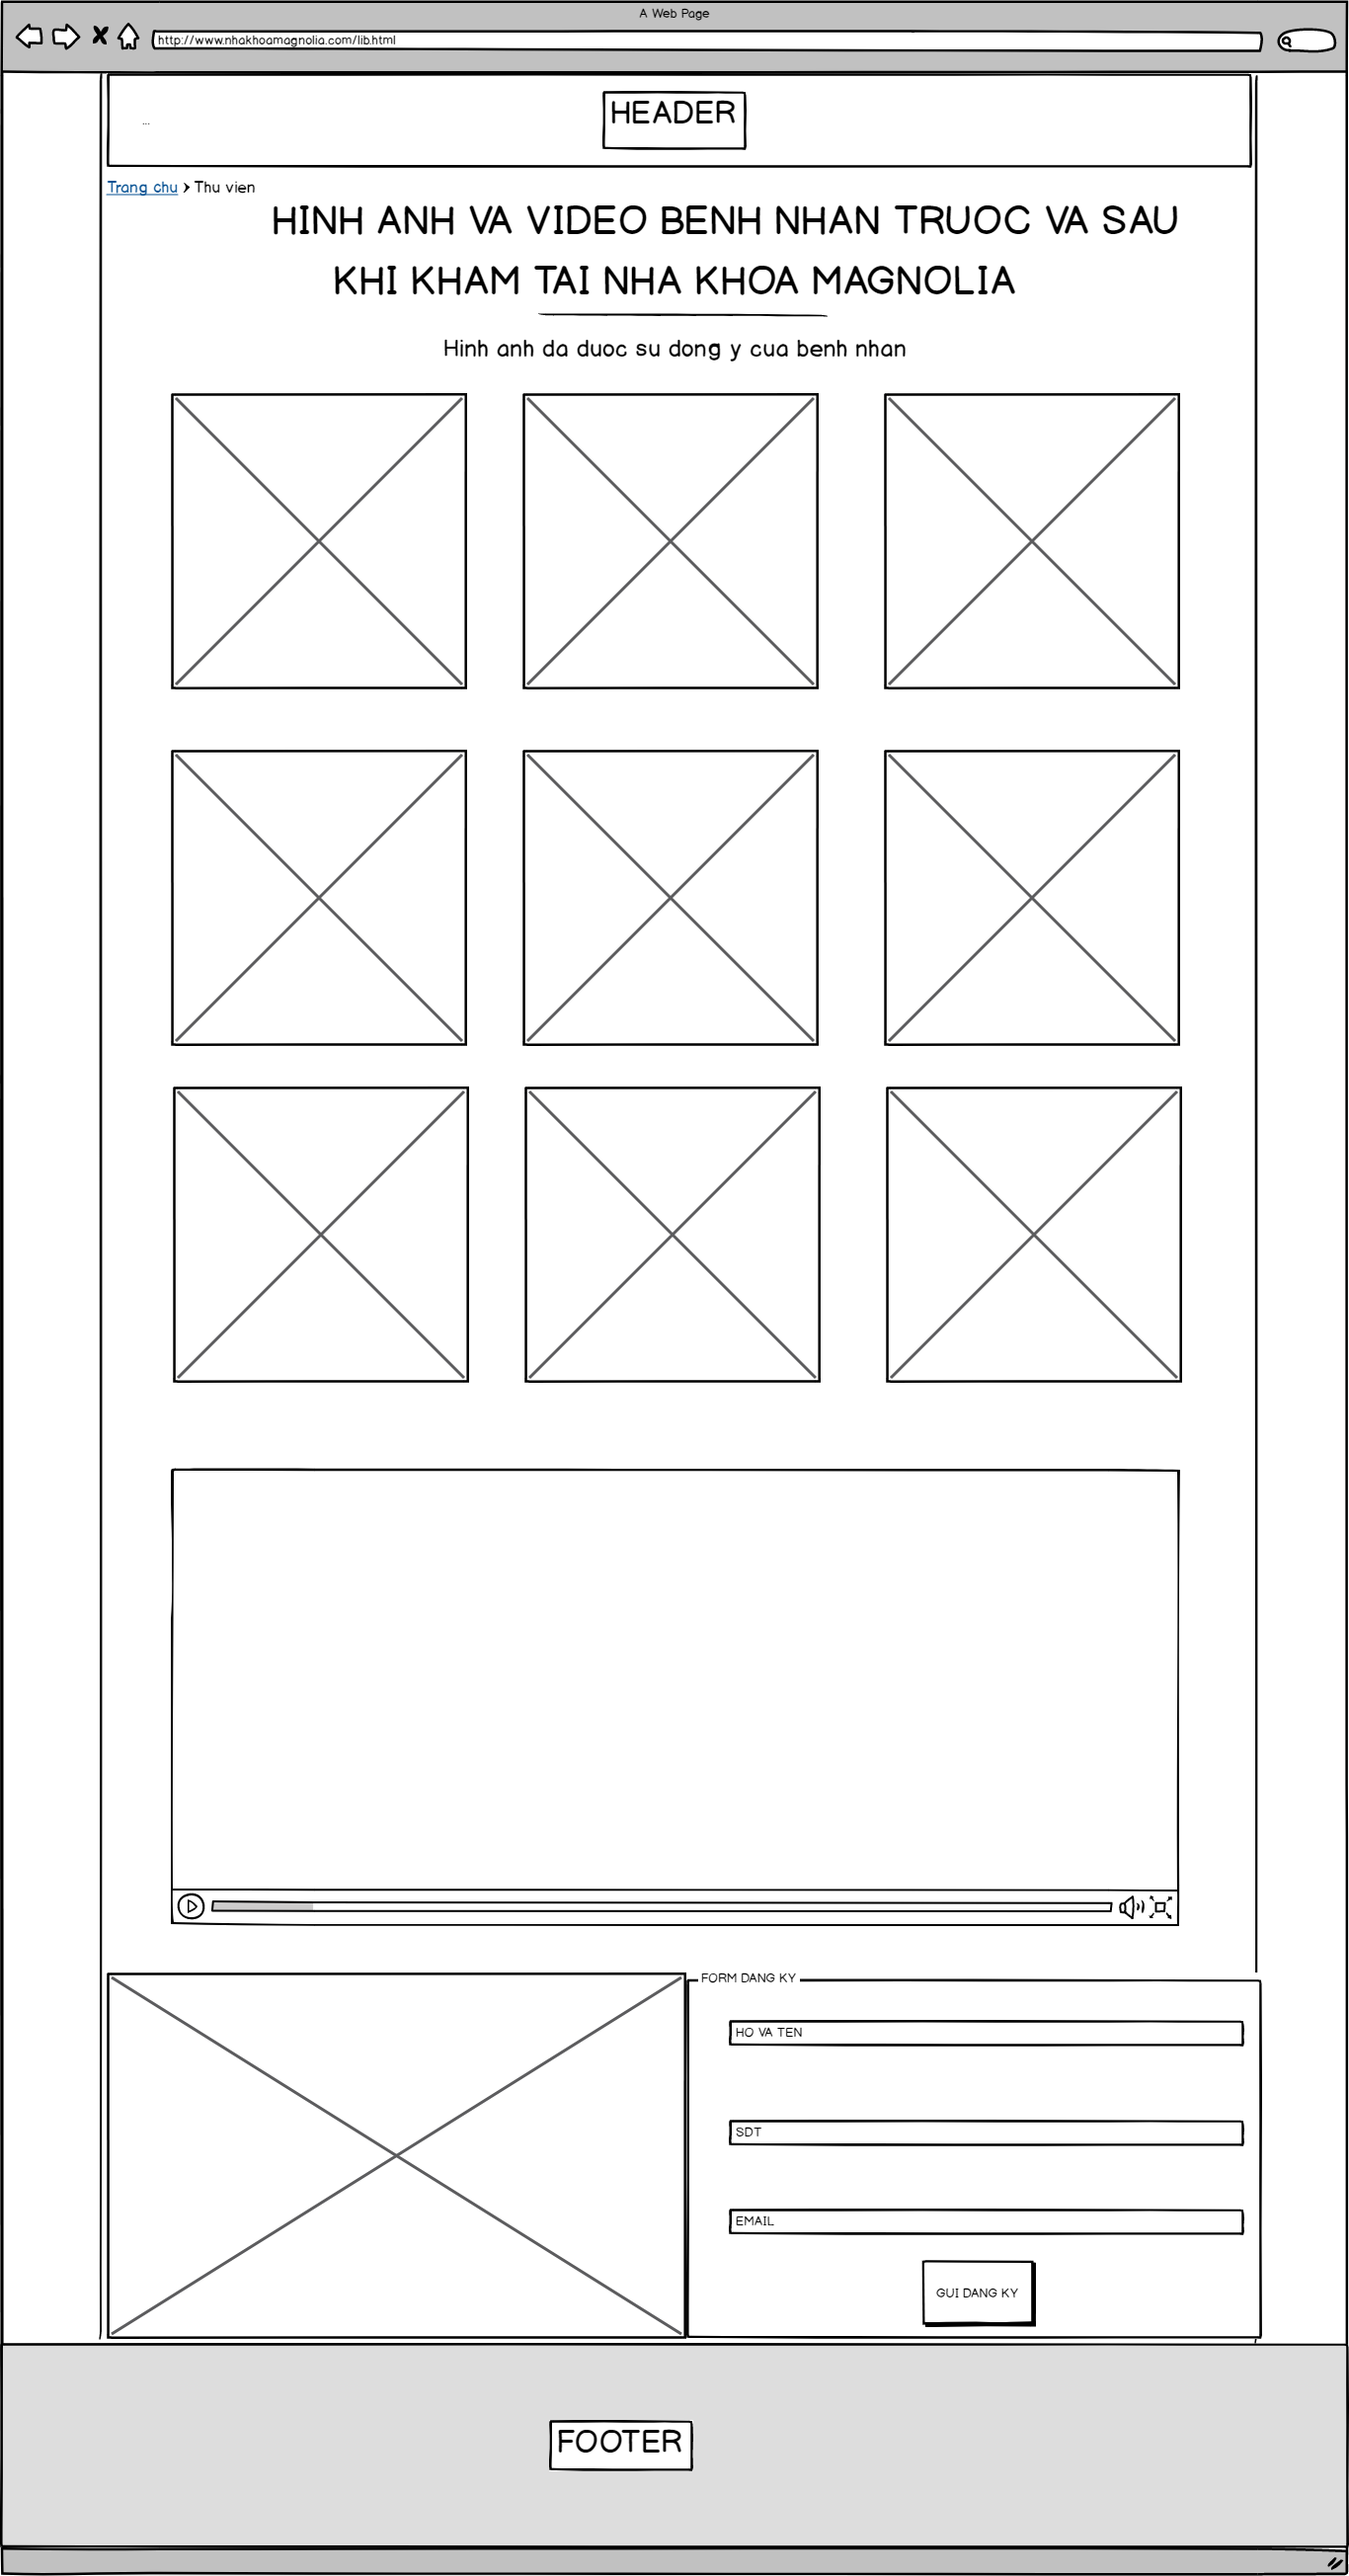 A Web Page
http://www.nhakhoamagnolia.com/lib.html
HEADER
...
Trang chu > Thu vien
HINH ANH VA VIDEO BENH NHAN TRUOC VA SAU
KHI KHAM TAI NHA KHOA MAGNOLIA
Hinh anh da duoc su dong y cua benh nhan
FORM DANG KY
HO VA TEN
SDT
EMAIL
GUI DANG KY
FOOTER